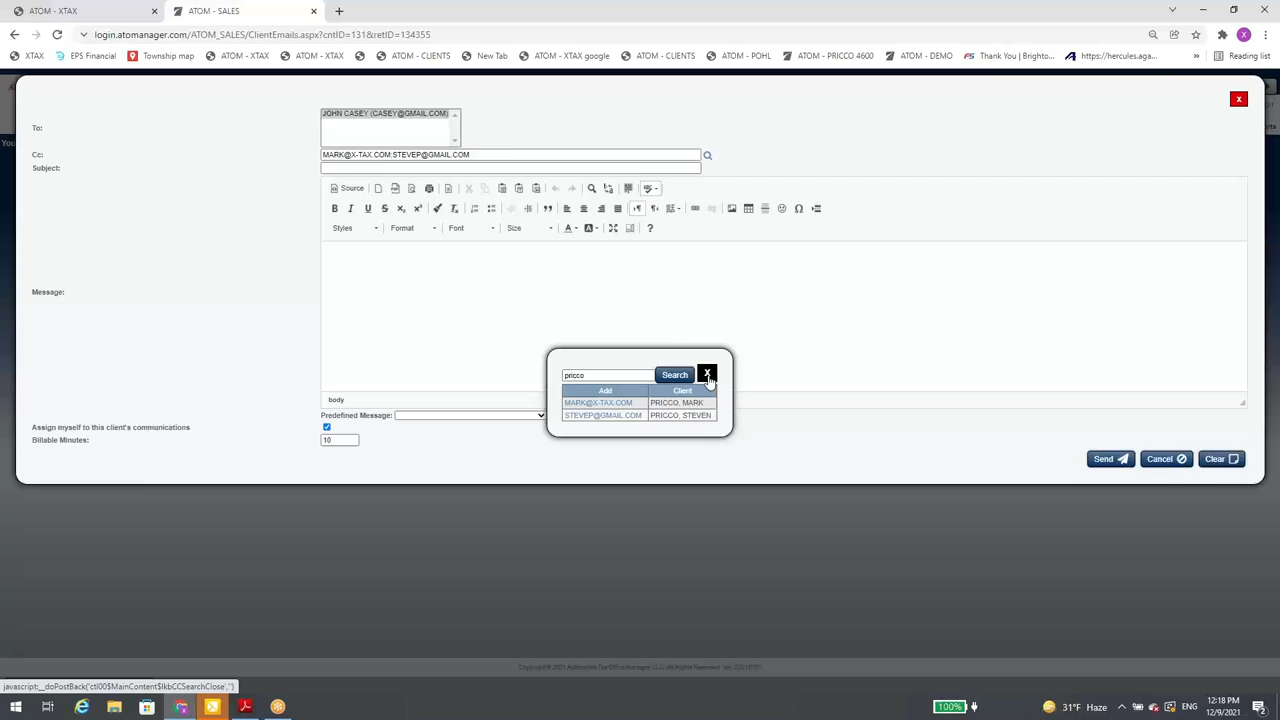 ATOM - XTAX
ATOM - SALES
login.atomanager.com/ATOM_SALES/ClientEmails.aspx?cntID=131&retID=134355
XTAX
EPS Financial
Township map
ATOM - XTAX
ATOM - XTAX
ATOM - CLIENTS
New Tab
ATOM - XTAX google
ATOM - CLIENTS
ATOM - POHL
ATOM - PRICCO 4600
ATOM - DEMO
Thank You | Brighto...
https://hercules.aga...
Reading list
x
To:
JOHN CASEY (CASEY@GMAIL.COM)
Cc:
MARK@X-TAX.COM;STEVEP@GMAIL.COM
Subject:
Source
Styles
Format
Font
Size
Message:
pricco
Search
X
Add
Client
MARK@X-TAX.COM
PRICCO, MARK
STEVEP@GMAIL.COM
PRICCO, STEVEN
body
Predefined Message:
Assign myself to this client's communications
Billable Minutes:
10
Send
Cancel
Clear
javascript:__doPostBack('ctl00$MainContent$lkbCCSearchClose','')
100%
31°F Haze
ENG
12:18 PM
12/9/2021